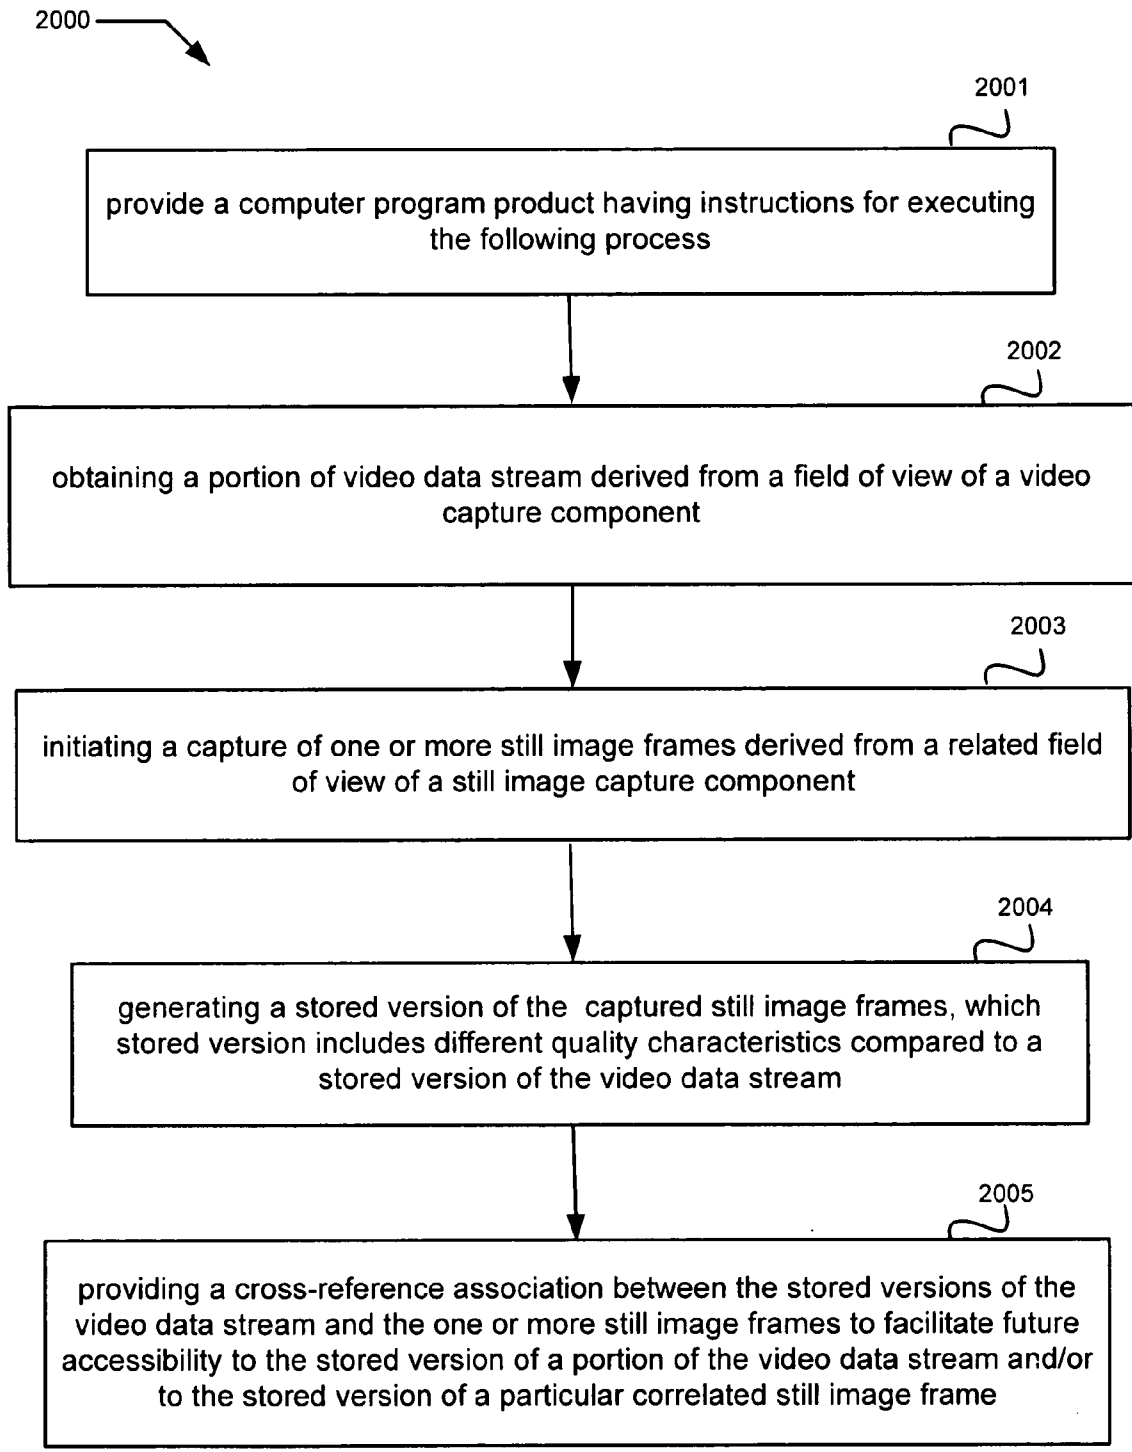 2000
2001
provide a computer program product having instructions for executing
the following process
2002
obtaining a portion of video data stream derived from a field of view of a video
capture component
2003
initiating a capture of one or more still image frames derived from a related field
of view of a still image capture component
2004
generating a stored version of the captured still image frames, which
stored version includes different quality characteristics compared to a
stored version of the video data stream
2005
providing a cross-reference association between the stored versions of the
video data stream and the one or more still image frames to facilitate future
accessibility to the stored version of a portion of the video data stream and/or
to the stored version of a particular correlated still image frame